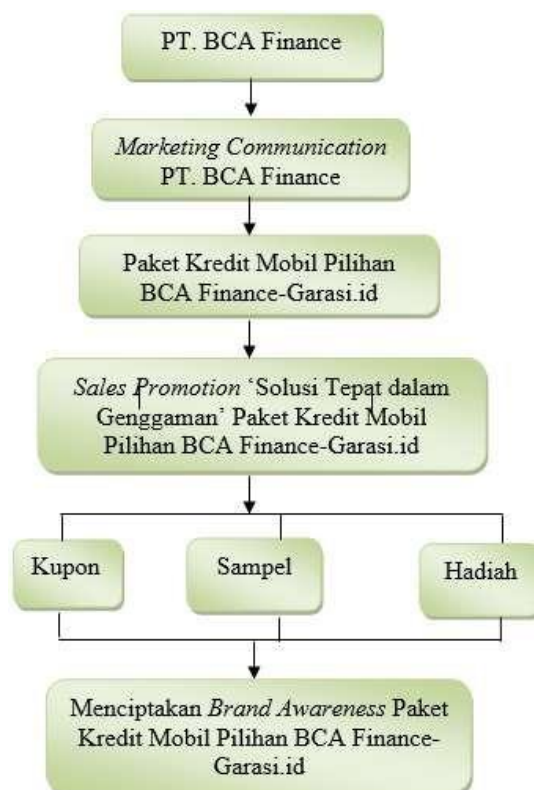 PT. BCA Finance
Marketing Communication
PT. BCA Finance
Paket Kredit Mobil Pilihan
BCA Finance-Garasi.id
Sales Promotion ‘Solusi Tepat dalam
Genggaman’ Paket Kredit Mobil
Pilihan BCA Finance-Garasi.id
Kupon
Sampel
Hadiah
Menciptakan Brand Awareness Paket
Kredit Mobil Pilihan BCA Finance-
Garasi.id